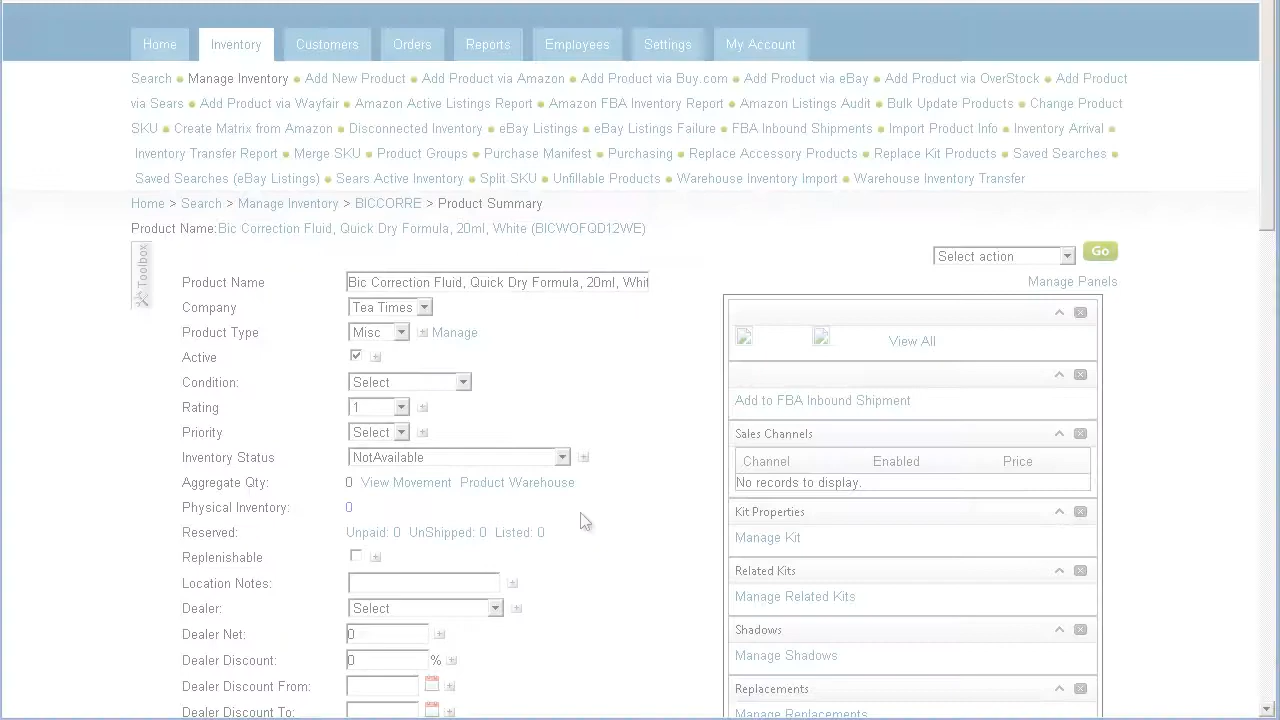 Home Inventory Customers Orders Reports Employees Settings My Account
Search Manage Inventory Add New Product Add Product via Amazon Add Product via Buy.com Add Product via eBay Add Product via OverStock Add Product
via Sears Add Product via Wayfair Amazon Active Listings Report Amazon FBA Inventory Report Amazon Listings Audit Bulk Update Products Change Product
SKU Create Matrix from Amazon Disconnected Inventory eBay Listings eBay Listings Failure FBA Inbound Shipments Import Product Info Inventory Arrival
Inventory Transfer Report Merge SKU Product Groups Purchase Manifest Purchasing Replace Accessory Products Replace Kit Products Saved Searches
Saved Searches (eBay Listings) Sears Active Inventory Split SKU Unfillable Products Warehouse Inventory Import Warehouse Inventory Transfer
Home > Search > Manage Inventory > BICCORRE > Product Summary
Product Name:Bic Correction Fluid, Quick Dry Formula, 20ml, White (BICWOFQD12WE)
Toolbox
Select action Go
Manage Panels
Product Name Bic Correction Fluid, Quick Dry Formula, 20ml, Whit
Company Tea Times
Product Type Misc Manage
Active
Condition: Select
Rating 1
Priority Select
Inventory Status NotAvailable
Aggregate Qty: 0 View Movement Product Warehouse
Physical Inventory: 0
Reserved: Unpaid: 0 UnShipped: 0 Listed: 0
Replenishable
Location Notes:
Dealer: Select
Dealer Net: 0
Dealer Discount: 0 %
Dealer Discount From:
Dealer Discount To:
View All
Add to FBA Inbound Shipment
Sales Channels
Channel Enabled Price
No records to display.
Kit Properties
Manage Kit
Related Kits
Manage Related Kits
Shadows
Manage Shadows
Replacements
Manage Replacements